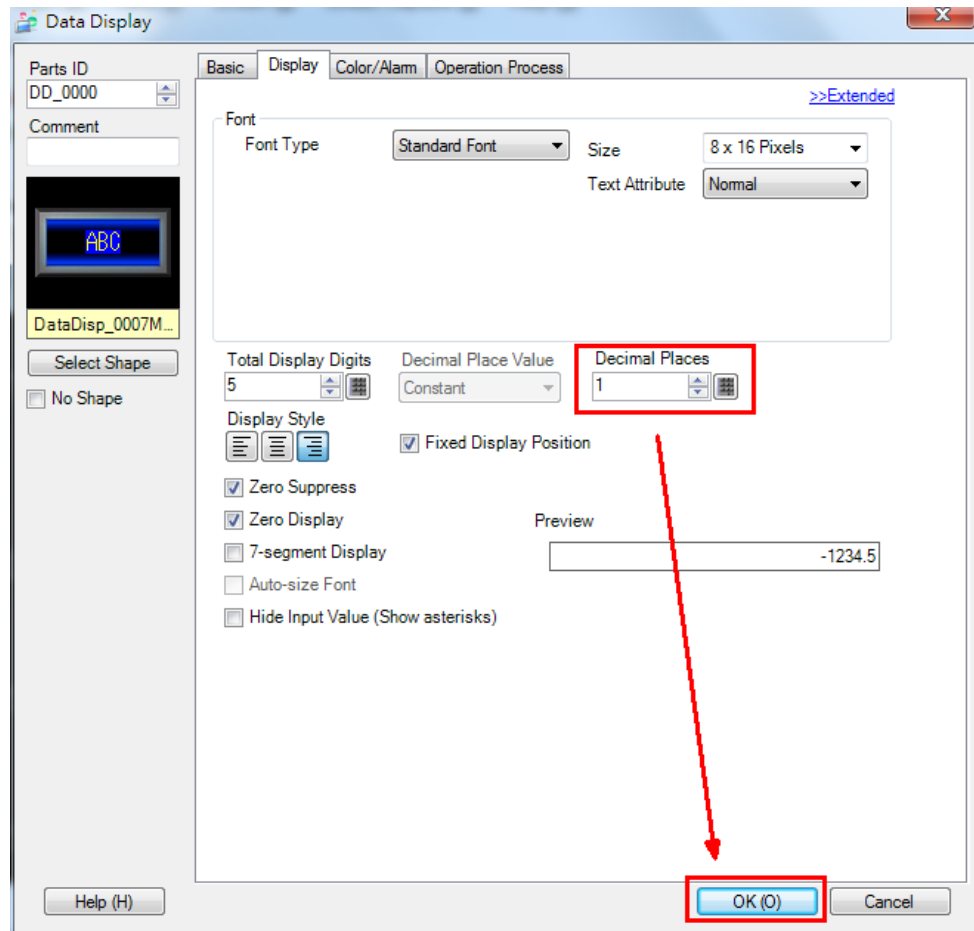 Data Display
Parts ID
DD_0000
Comment
ABC
DataDisp_0007M...
Select Shape
No Shape
Basic Display Color/Alarm Operation Process
>>Extended
Font
Font Type Standard Font Size 8 x 16 Pixels
Text Attribute Normal
Total Display Digits Decimal Place Value Decimal Places
5 Constant 1
Display Style
Fixed Display Position
Zero Suppress
Zero Display Preview
7-segment Display -1234.5
Auto-size Font
Hide Input Value (Show asterisks)
Help (H) OK (O) Cancel